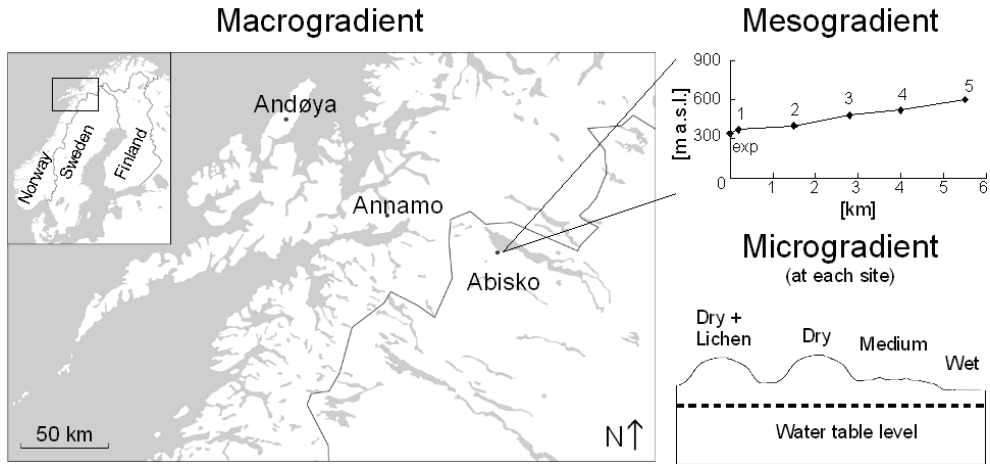 Macrogradient
Norway
Sweden
Finland
Andøya
Annamo
Abisko
50 km
N↑
Mesogradient
900
600
300
0
[m a.s.l.]
exp
1
2
3
4
5
0 1 2 3 4 5 6
[km]
Microgradient
(at each site)
Dry +
Lichen
Dry
Medium
Wet
Water table level